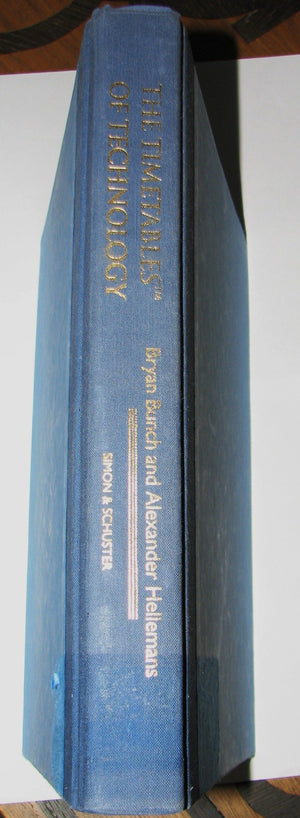 THE TIMETABLES™
OF TECHNOLOGY
Bryan Bunch and Alexander Hellemans
SIMON & SCHUSTER